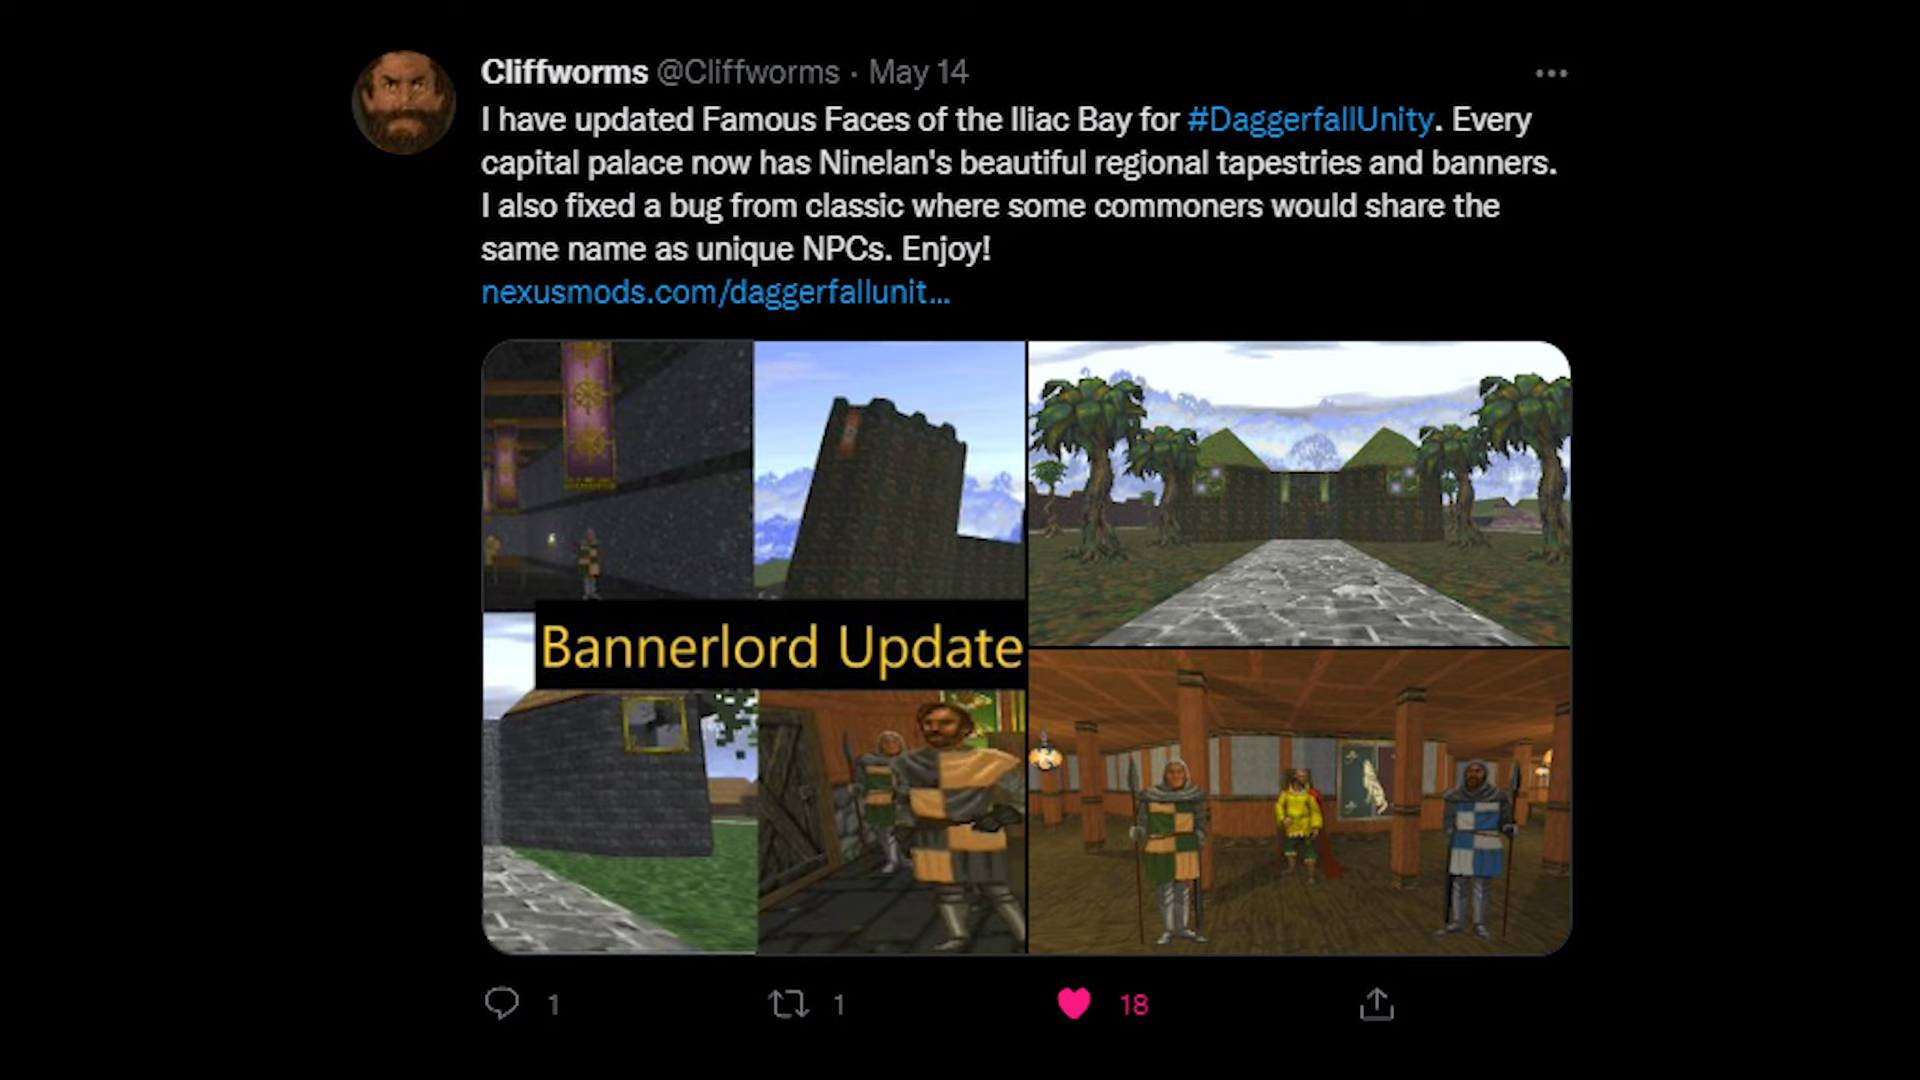 Cliffworms @Cliffworms · May 14
I have updated Famous Faces of the Iliac Bay for #DaggerfallUnity. Every
capital palace now has Ninelan's beautiful regional tapestries and banners.
I also fixed a bug from classic where some commoners would share the
same name as unique NPCs. Enjoy!
nexusmods.com/daggerfallunit...
Bannerlord Update
1
1
18